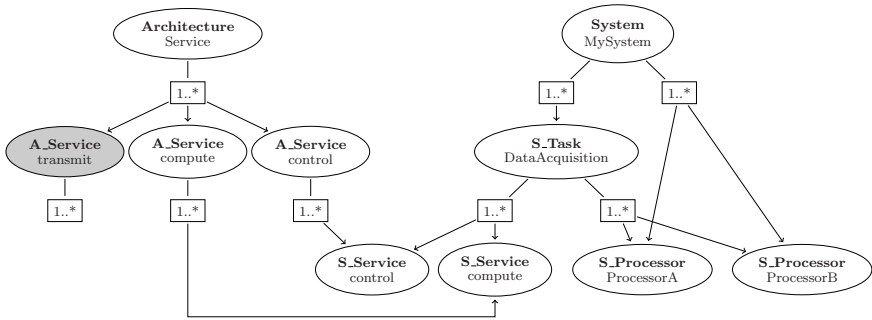 Architecture
Service
System
MySystem
1..*
1..*
1..*
A_Service
transmit
A_Service
compute
A_Service
control
S_Task
DataAcquisition
1..*
1..*
1..*
1..*
1..*
S_Service
control
S_Service
compute
S_Processor
ProcessorA
S_Processor
ProcessorB